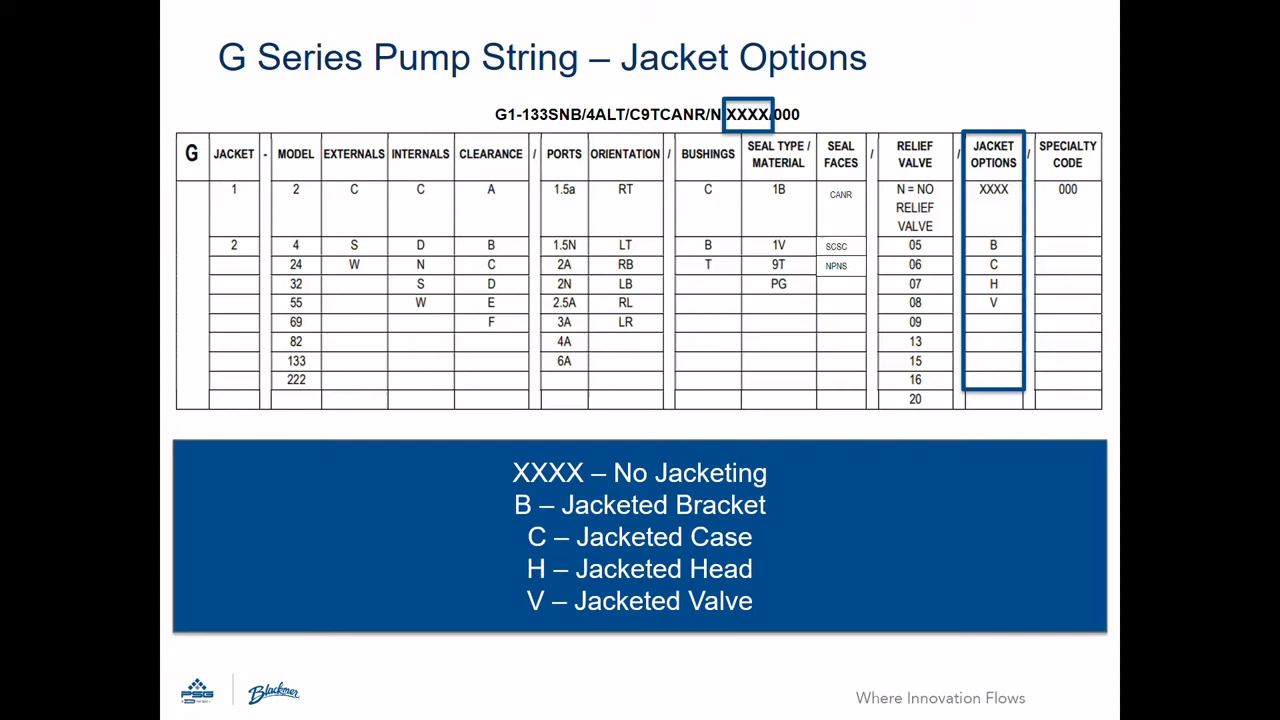 G Series Pump String – Jacket Options
G1-133SNB/4ALT/C9TCANR/N/XXXX/000
G JACKET - MODEL EXTERNALS INTERNALS CLEARANCE / PORTS ORIENTATION / BUSHINGS SEAL TYPE / MATERIAL SEAL FACES / RELIEF VALVE / JACKET OPTIONS / SPECIALTY CODE
1 2 C C A 1.5a RT C 1B CANR N = NO RELIEF VALVE XXXX 000
2 4 S D B 1.5N LT B 1V SCSC 05 B
24 W N C 2A RB T 9T NPNS 06 C
32 S D 2N LB PG 07 H
55 W E 2.5A RL 08 V
69 F 3A LR 09
82 4A 13
133 6A 15
222 16
20
XXXX – No Jacketing
B – Jacketed Bracket
C – Jacketed Case
H – Jacketed Head
V – Jacketed Valve
PSG
Blackmer
Where Innovation Flows